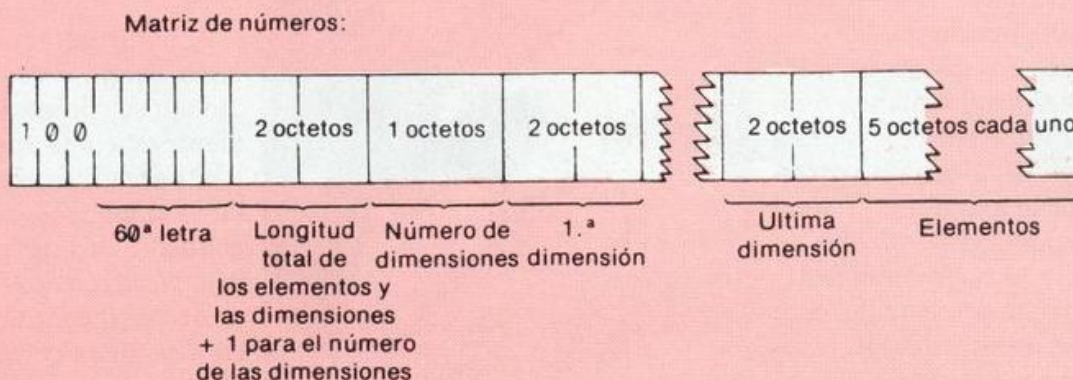 Matriz de números:
1 0 0
2 octetos
1 octetos
2 octetos
2 octetos
5 octetos cada uno
60ª letra
Longitud
total de
los elementos y
las dimensiones
+ 1 para el número
de las dimensiones
Número de
dimensiones
1.ª
dimensión
Ultima
dimensión
Elementos